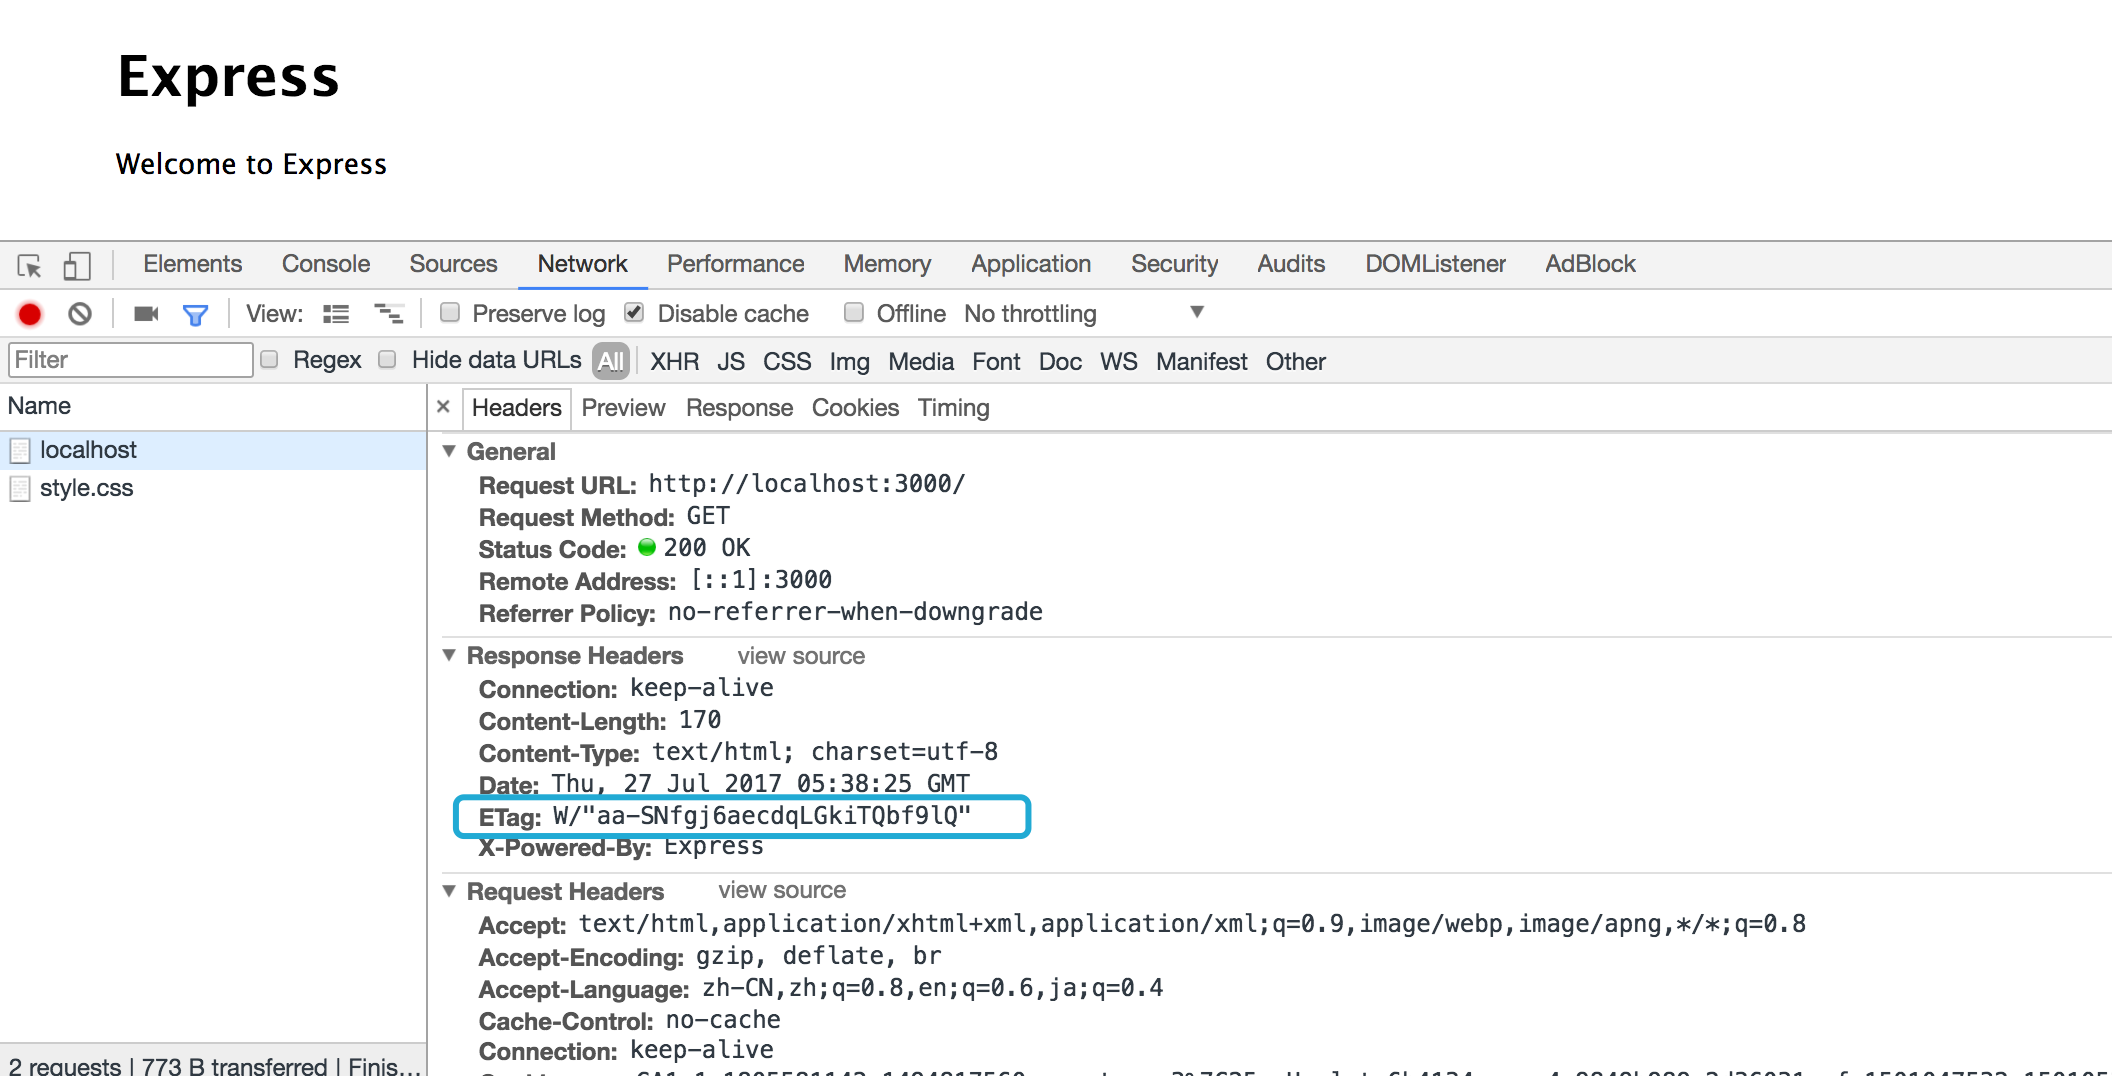 Express
Welcome to Express
Elements Console Sources Network Performance Memory Application Security Audits DOMListener AdBlock
View: Preserve log Disable cache Offline No throttling
Filter Regex Hide data URLs All XHR JS CSS Img Media Font Doc WS Manifest Other
Name
× Headers Preview Response Cookies Timing
localhost
style.css
General
Request URL: http://localhost:3000/
Request Method: GET
Status Code: 200 OK
Remote Address: [::1]:3000
Referrer Policy: no-referrer-when-downgrade
Response Headers view source
Connection: keep-alive
Content-Length: 170
Content-Type: text/html; charset=utf-8
Date: Thu, 27 Jul 2017 05:38:25 GMT
ETag: W/"aa-SNfgj6aecdqLGkiTQbf9lQ"
X-Powered-By: Express
Request Headers view source
Accept: text/html,application/xhtml+xml,application/xml;q=0.9,image/webp,image/apng,*/*;q=0.8
Accept-Encoding: gzip, deflate, br
Accept-Language: zh-CN,zh;q=0.8,en;q=0.6,ja;q=0.4
Cache-Control: no-cache
Connection: keep-alive
2 requests | 773 B transferred | Finis...